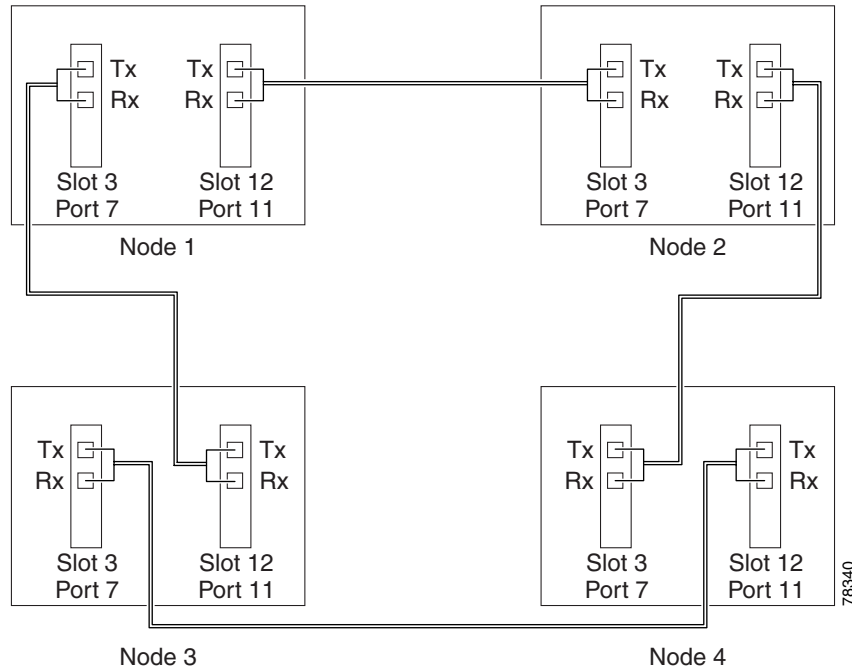 Tx Tx Tx Tx
Rx Rx Rx Rx
Slot 3 Slot 12 Slot 3 Slot 12
Port 7 Port 11 Port 7 Port 11
Node 1 Node 2
Tx Tx Tx Tx
Rx Rx Rx Rx
Slot 3 Slot 12 Slot 3 Slot 12
Port 7 Port 11 Port 7 Port 11
78340
Node 3 Node 4